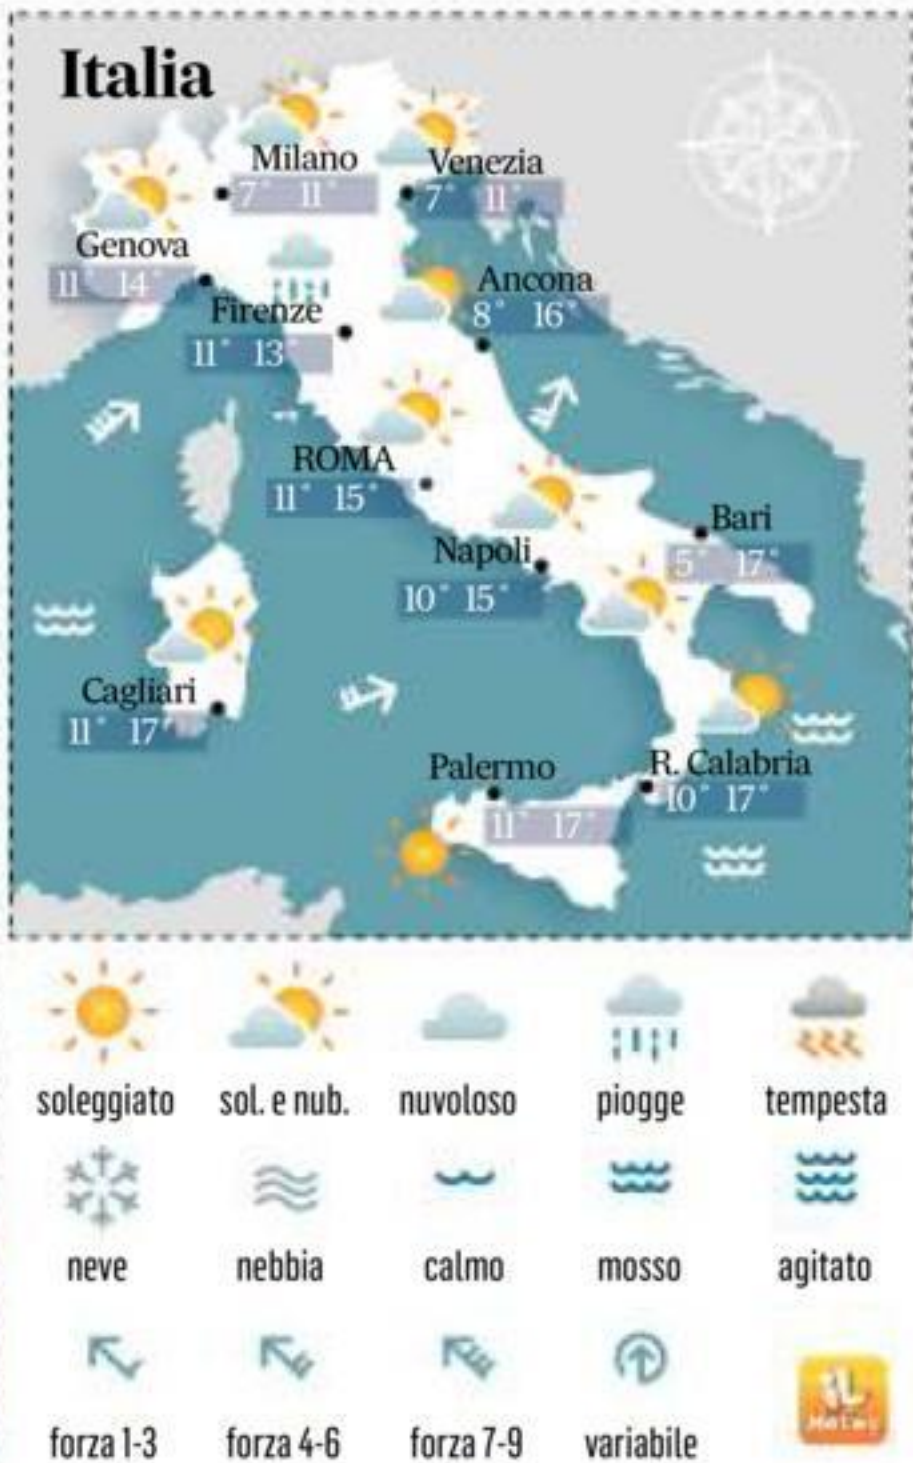 Italia
Milano
7° 11°
Venezia
7° 11°
Genova
11° 14°
Firenze
11° 13°
Ancona
8° 16°
ROMA
11° 15°
Napoli
10° 15°
Bari
5° 17°
Cagliari
11° 17°
Palermo
11° 17°
R. Calabria
10° 17°
soleggiato sol. e nub. nuvoloso piogge tempesta
neve nebbia calmo mosso agitato
forza 1-3 forza 4-6 forza 7-9 variabile